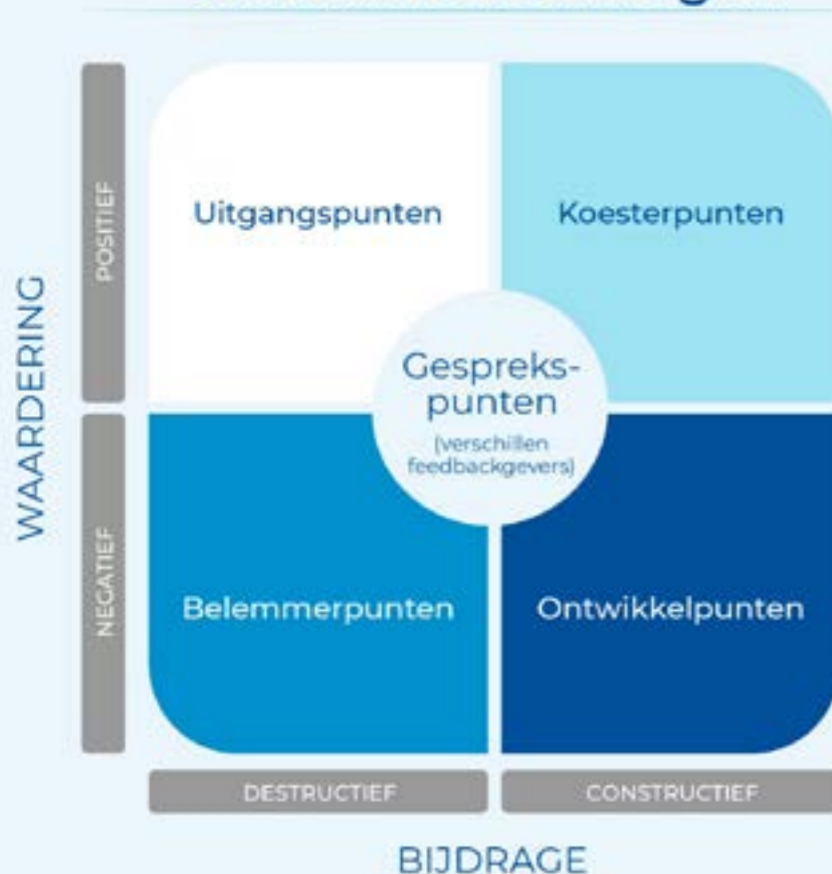 WAARDERING
POSITIEF
NEGATIEF
Uitgangspunten
Koesterpunten
Gespreks-
punten
(verschillen
feedbackgevers)
Belemmerpunten
Ontwikkelpunten
DESTRUCTIEF
CONSTRUCTIEF
BIJDRAGE